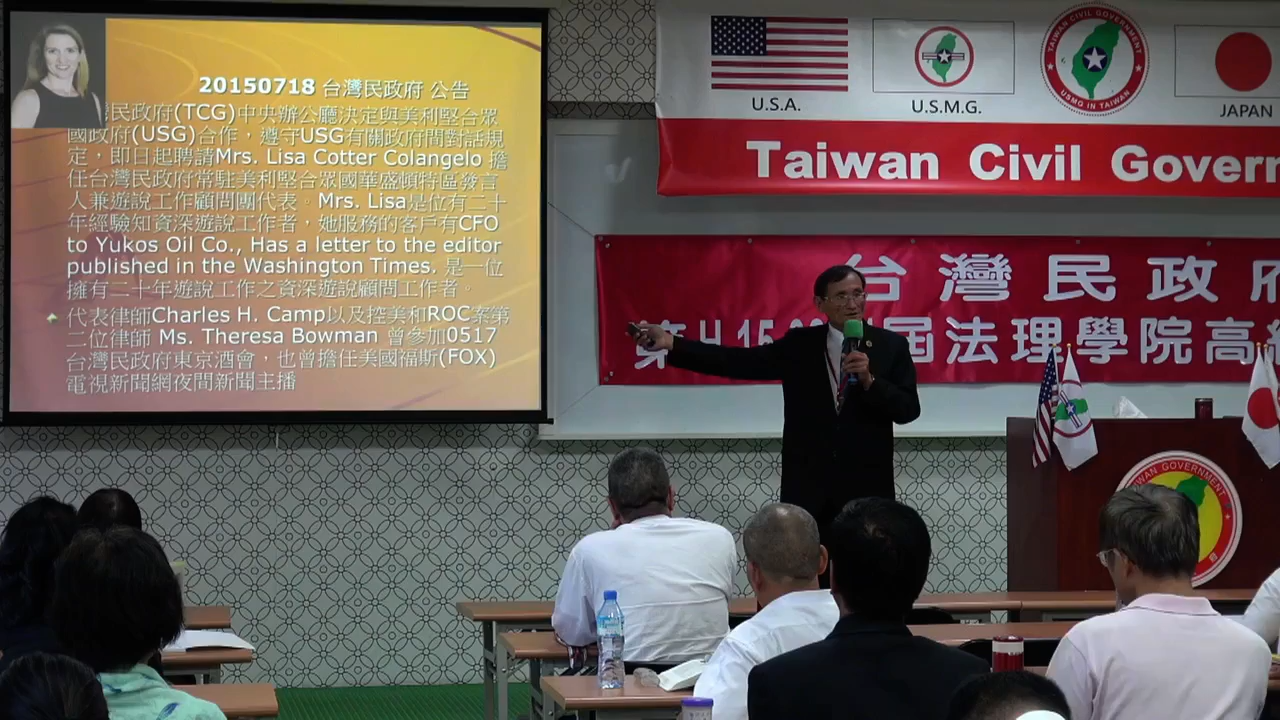 20150718 台灣民政府 公告
民政府(TCG)中央辦公廳決定與美利堅合眾
國政府(USG)合作，遵守USG有關政府間對話規
定，即日起聘請Mrs. Lisa Cotter Colangelo 擔
任台灣民政府常駐美利堅合眾國華盛頓特區發言
人兼遊說工作顧問團代表。Mrs. Lisa是位有二十
年經驗知資深遊說工作者，她服務的客戶有CFO
to Yukos Oil Co., Has a letter to the editor
published in the Washington Times. 是一位
擁有二十年遊說工作之資深遊說顧問工作者。
代表律師Charles H. Camp以及控美和ROC案第
二位律師 Ms. Theresa Bowman 曾參加0517
台灣民政府東京酒會，也曾擔任美國福斯(FOX)
電視新聞網夜間新聞主播
U.S.A.
U.S.M.G.
TAIWAN CIVIL GOVERNMENT
USMG IN TAIWAN
JAPAN
Taiwan Civil Govern
台灣民政府
屆法理學院高
TAIWAN GOVERNMENT